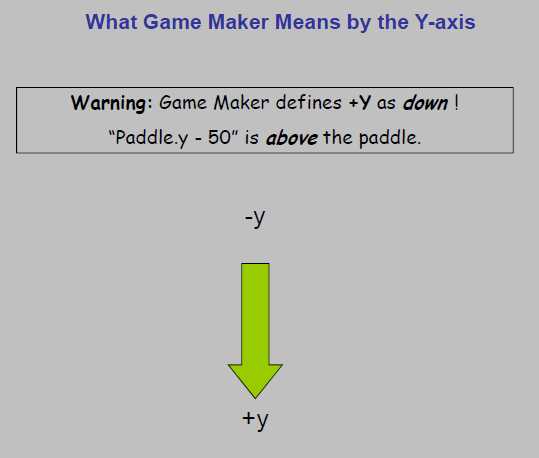 What Game Maker Means by the Y-axis
Warning: Game Maker defines +Y as down !
“Paddle.y - 50” is above the paddle.
-y
+y